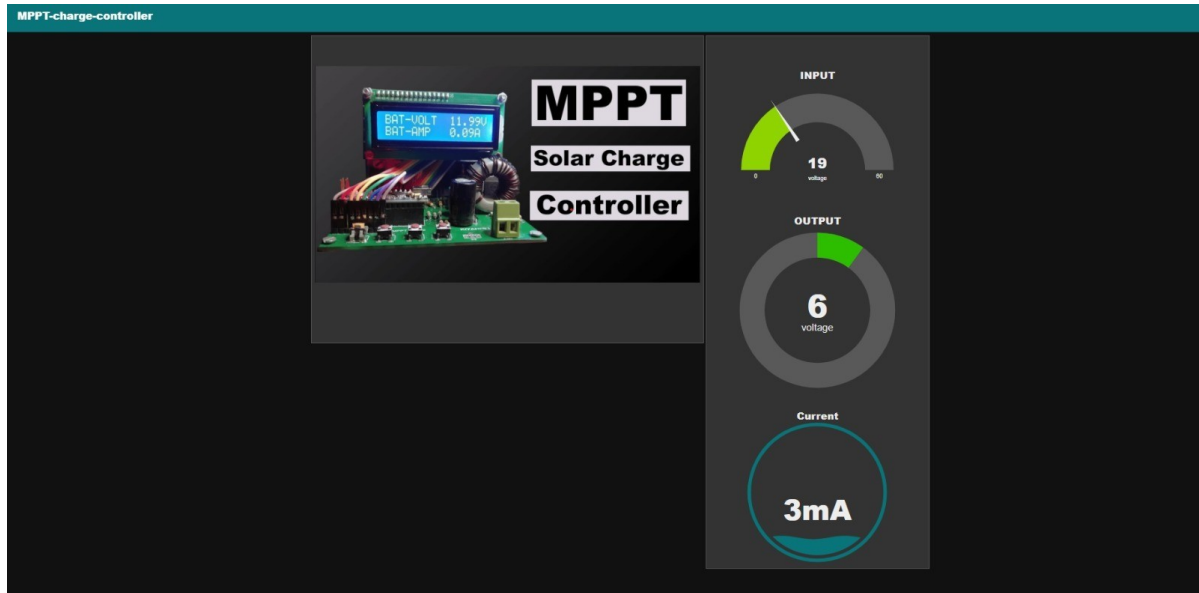 MPPT-charge-controller
BAT-VOLT 11.99V
BAT-AMP 0.09A
MPPT
Solar Charge
Controller
INPUT
19
voltage
0
60
OUTPUT
6
voltage
Current
3mA